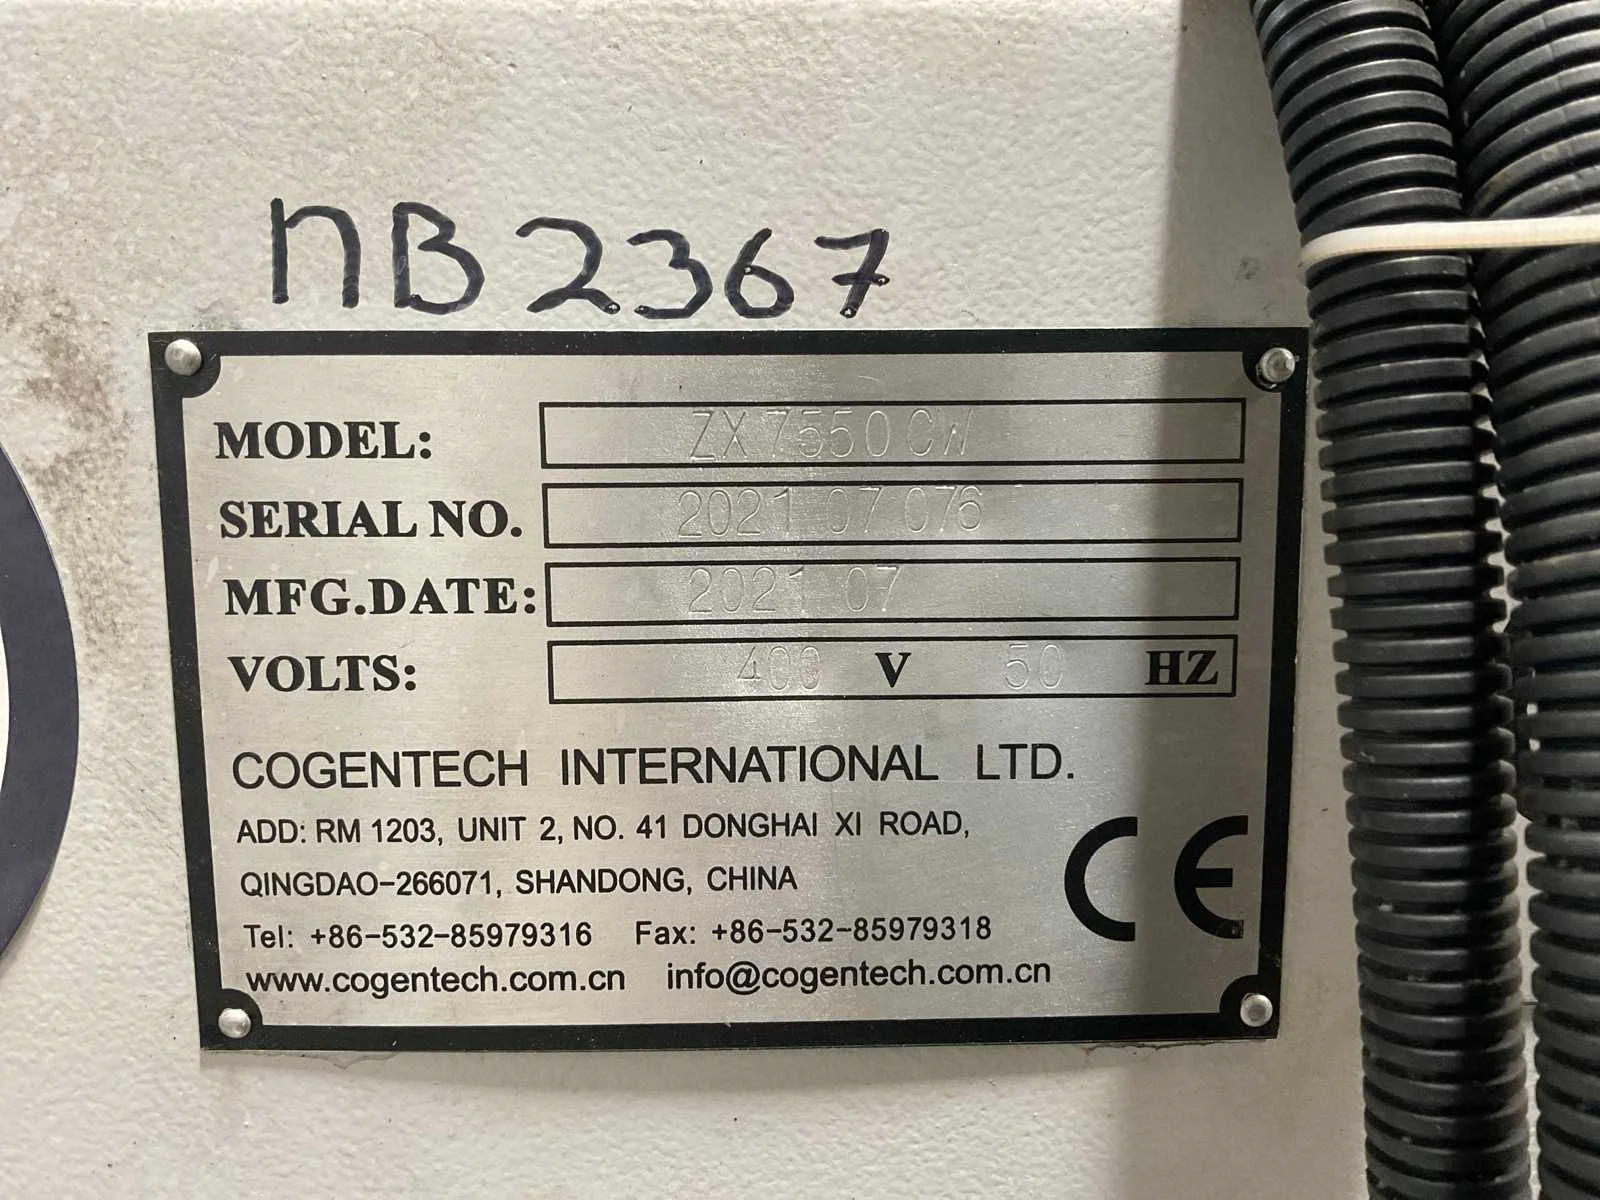 nB2367
MODEL: ZX7550CW
SERIAL NO. 2021 07 076
MFG.DATE: 2021 07
VOLTS: 400 V 50 HZ
COGENTECH INTERNATIONAL LTD.
ADD: RM 1203, UNIT 2, NO. 41 DONGHAI XI ROAD,
QINGDAO-266071, SHANDONG, CHINA
Tel: +86-532-85979316 Fax: +86-532-85979318
www.cogentech.com.cn info@cogentech.com.cn
CE